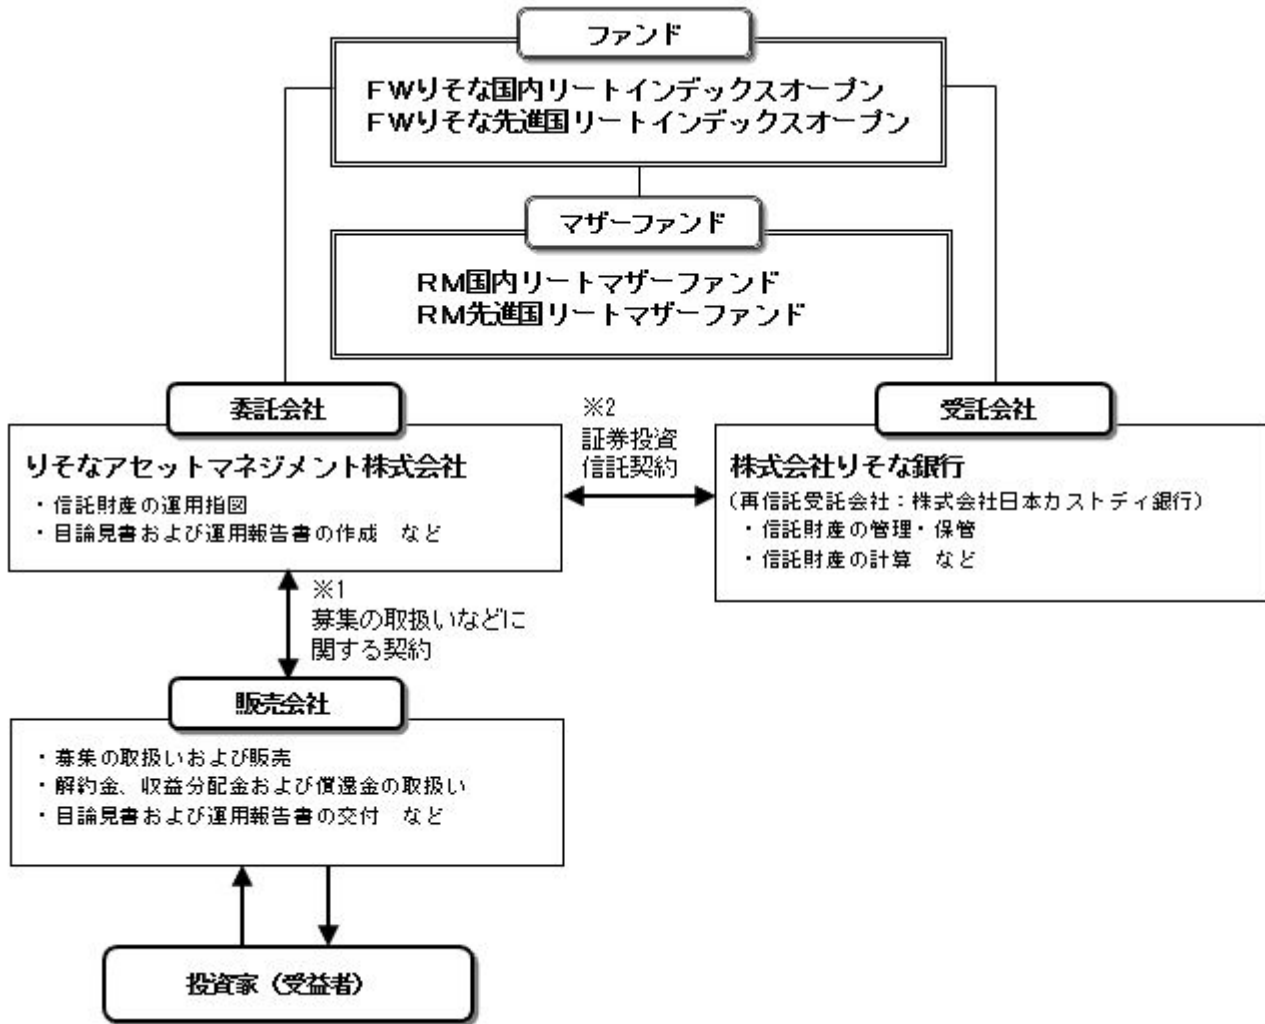 ファンド
FWりそな国内リートインデックスオープン
FWりそな先進国リートインデックスオープン
マザーファンド
RM国内リートマザーファンド
RM先進国リートマザーファンド
委託会社
りそなアセットマネジメント株式会社
・信託財産の運用指図
・目論見書および運用報告書の作成 など
※2
証券投資
信託契約
受託会社
株式会社りそな銀行
(再信託受託会社:株式会社日本カストディ銀行)
・信託財産の管理・保管
・信託財産の計算 など
※1
募集の取扱いなどに
関する契約
販売会社
・募集の取扱いおよび販売
・解約金、収益分配金および償還金の取扱い
・目論見書および運用報告書の交付 など
投資家(受益者)